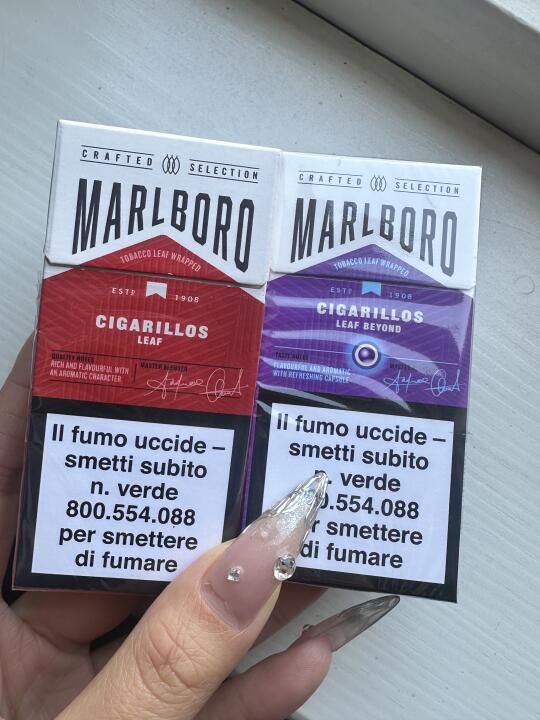 CRAFTED SELECTION
MARLBORO
TOBACCO LEAF WRAPPED
ESTD 1908
CIGARILLOS
LEAF
QUALITY NOTES
RICH AND FLAVOURFUL WITH
AN AROMATIC CHARACTER
MASTER BLENDER
Il fumo uccide –
smetti subito
n. verde
800.554.088
per smettere
di fumare
CRAFTED SELECTION
MARLBORO
TOBACCO LEAF WRAPPED
ESTD 1908
CIGARILLOS
LEAF BEYOND
TASTE NOTES
FLAVOURFUL AND AROMATIC
WITH REFRESHING CAPSULE
Il fumo uccide –
smetti subito
verde
.554.088
smettere
di fumare